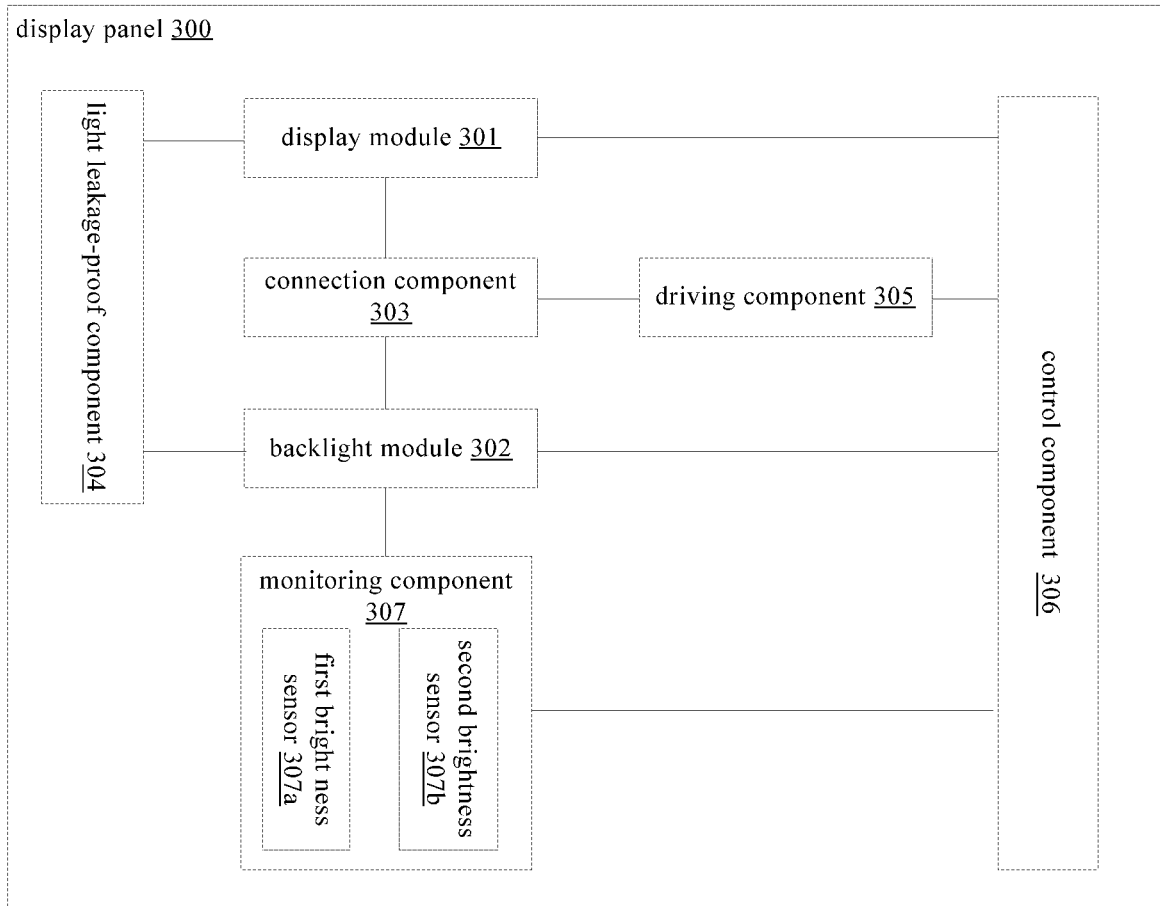 display panel 300
light leakage-proof component 304
display module 301
connection component
303
driving component 305
backlight module 302
control component 306
monitoring component
307
first bright ness
sensor 307a
second brightness
sensor 307b